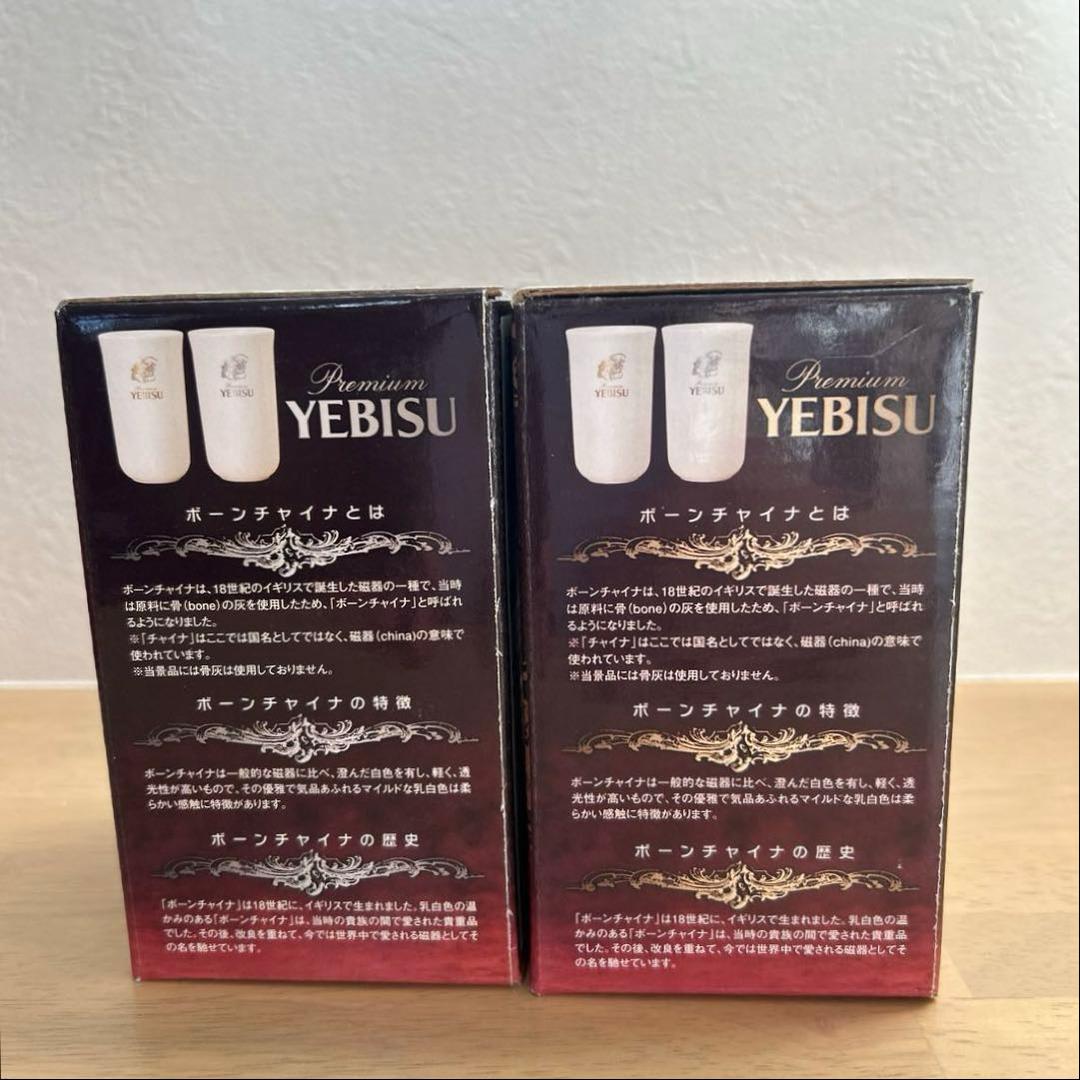 Premium
YEBISU
YEBISU
YEBISU
ボーンチャイナとは
ボーンチャイナは、18世紀のイギリスで誕生した磁器の一種で、当時
は原料に骨(bone)の灰を使用したため、「ボーンチャイナ」と呼ばれ
るようになりました。
※「チャイナ」はここでは国名としてではなく、磁器(china)の意味で
使われています。
※当景品には骨灰は使用しておりません。
ボーンチャイナの特徴
ボーンチャイナは一般的な磁器に比べ、澄んだ白色を有し、軽く、透
光性が高いもので、その優雅で気品あふれるマイルドな乳白色は柔
らかい感触に特徴があります。
ボーンチャイナの歴史
「ボーンチャイナ」は18世紀に、イギリスで生まれました。乳白色の温
かみのある「ボーンチャイナ」は、当時の貴族の間で愛された貴重品
でした。その後、改良を重ねて、今では世界中で愛される磁器としてそ
の名を馳せています。
Premium
YEBISU
YEBISU
YEBISU
ボーンチャイナとは
ボーンチャイナは、18世紀のイギリスで誕生した磁器の一種で、当時
は原料に骨(bone)の灰を使用したため、「ボーンチャイナ」と呼ばれ
るようになりました。
※「チャイナ」はここでは国名としてではなく、磁器(china)の意味で
使われています。
※当景品には骨灰は使用しておりません。
ボーンチャイナの特徴
ボーンチャイナは一般的な磁器に比べ、澄んだ白色を有し、軽く、透
光性が高いもので、その優雅で気品あふれるマイルドな乳白色は柔
らかい感触に特徴があります。
ボーンチャイナの歴史
「ボーンチャイナ」は18世紀に、イギリスで生まれました。乳白色の温
かみのある「ボーンチャイナ」は、当時の貴族の間で愛された貴重品
でした。その後、改良を重ねて、今では世界中で愛される磁器としてそ
の名を馳せています。